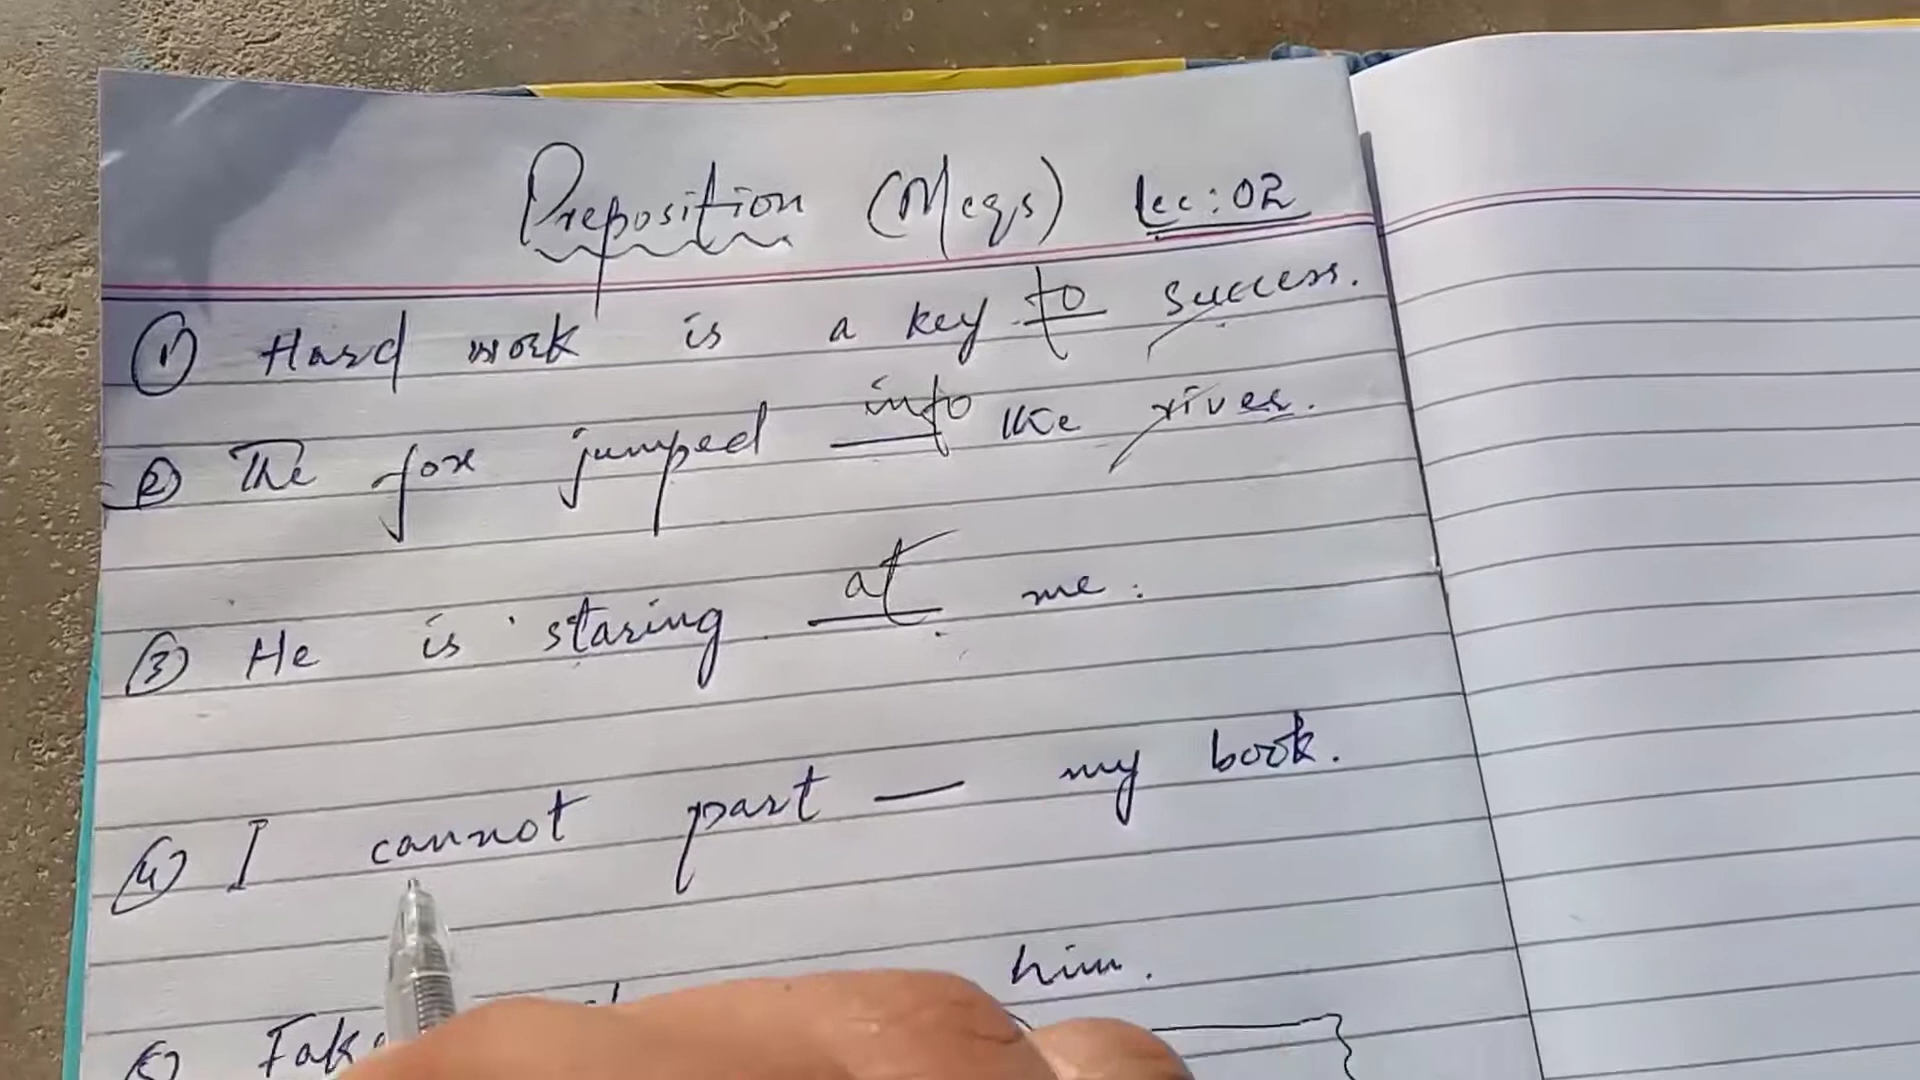 Preposition (Mcqs) lec:02
① Hard work is a key to success.
② The fox jumped into the river.
③ He is staring at me.
④ I cannot part — my book.
him.